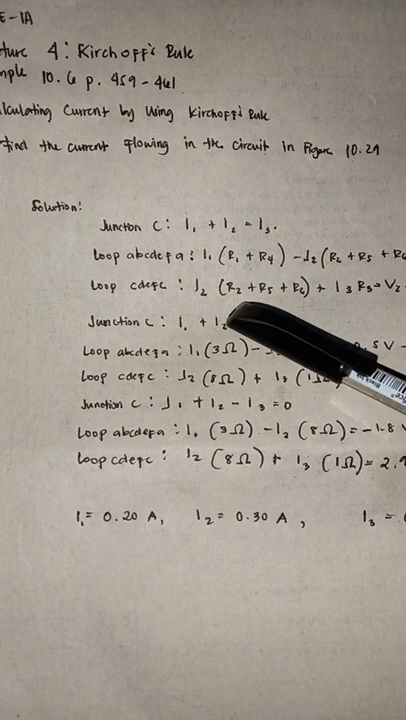 E-1A
ture 4: Kirchoff's Rule
mple 10.6 p. 459-461
lculating Current by Using Kirchoff's Rule
find the current flowing in the circuit in Figure 10.29
Solution:
Junction C: I₁ + I₂ = I₃.
Loop abcdefa: I₁ (R₁ + R₄) - I₂ (R₂ + R₅ + R₆
Loop cdefc: I₂ (R₂ + R₅ + R₆) + I₃ R₃ = V₂
Junction C: I₁ + I₂
Loop abcdefa: I₁ (3Ω) - 5V -
Loop cdefc: I₂ (8Ω) + I₃ (1Ω
Junction C: I₁ + I₂ - I₃ = 0
Loop abcdefa: I₁ (3Ω) - I₂ (8Ω) = -1.8 V
Loop cdefc: I₂ (8Ω) + I₃ (1Ω) = 2.9
I₁ = 0.20 A, I₂ = 0.30 A, I₃ =